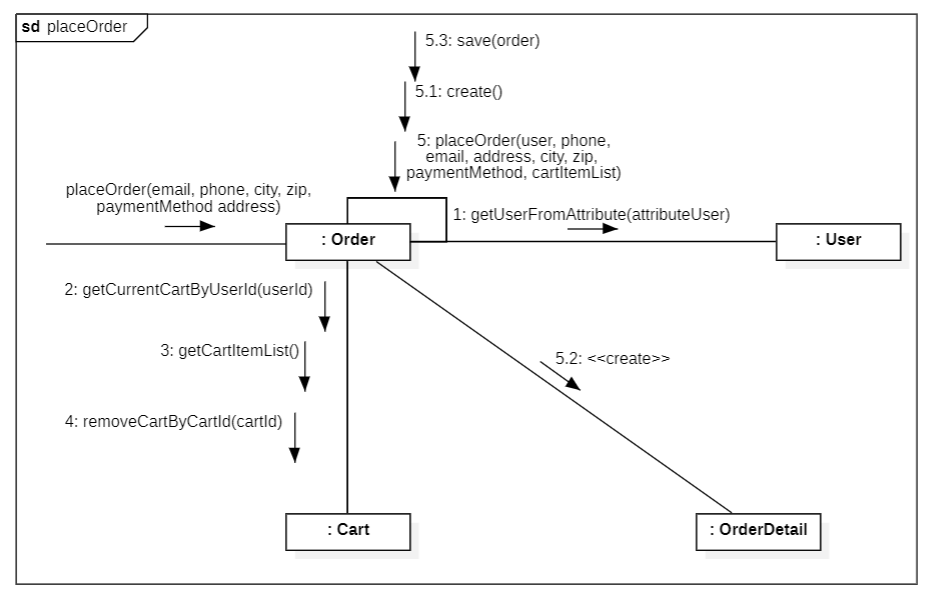 sd placeOrder
5.3: save(order)
5.1: create()
5: placeOrder(user, phone,
email, address, city, zip,
paymentMethod, cartItemList)
placeOrder(email, phone, city, zip,
paymentMethod address)
1: getUserFromAttribute(attributeUser)
: Order
: User
2: getCurrentCartByUserId(userId)
3: getCartItemList()
5.2: <<create>>
4: removeCartByCartId(cartId)
: Cart
: OrderDetail